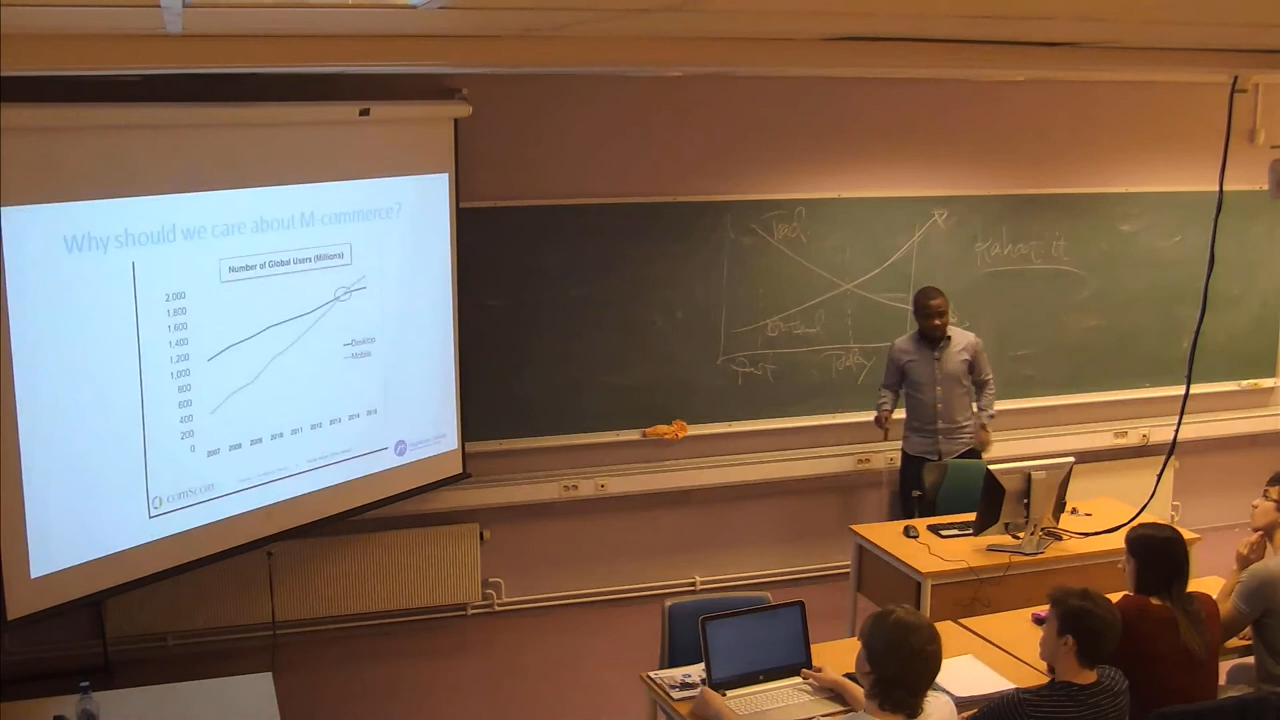 Why should we care about M-commerce?
Number of Global Users (Millions)
2,000
1,800
1,600
1,400
1,200
1,000
800
600
400
200
0
2007 2008 2009 2010 2011 2012 2013 2014 2015
Desktop
Mobile
comScore
Past
Today
Kahoot it